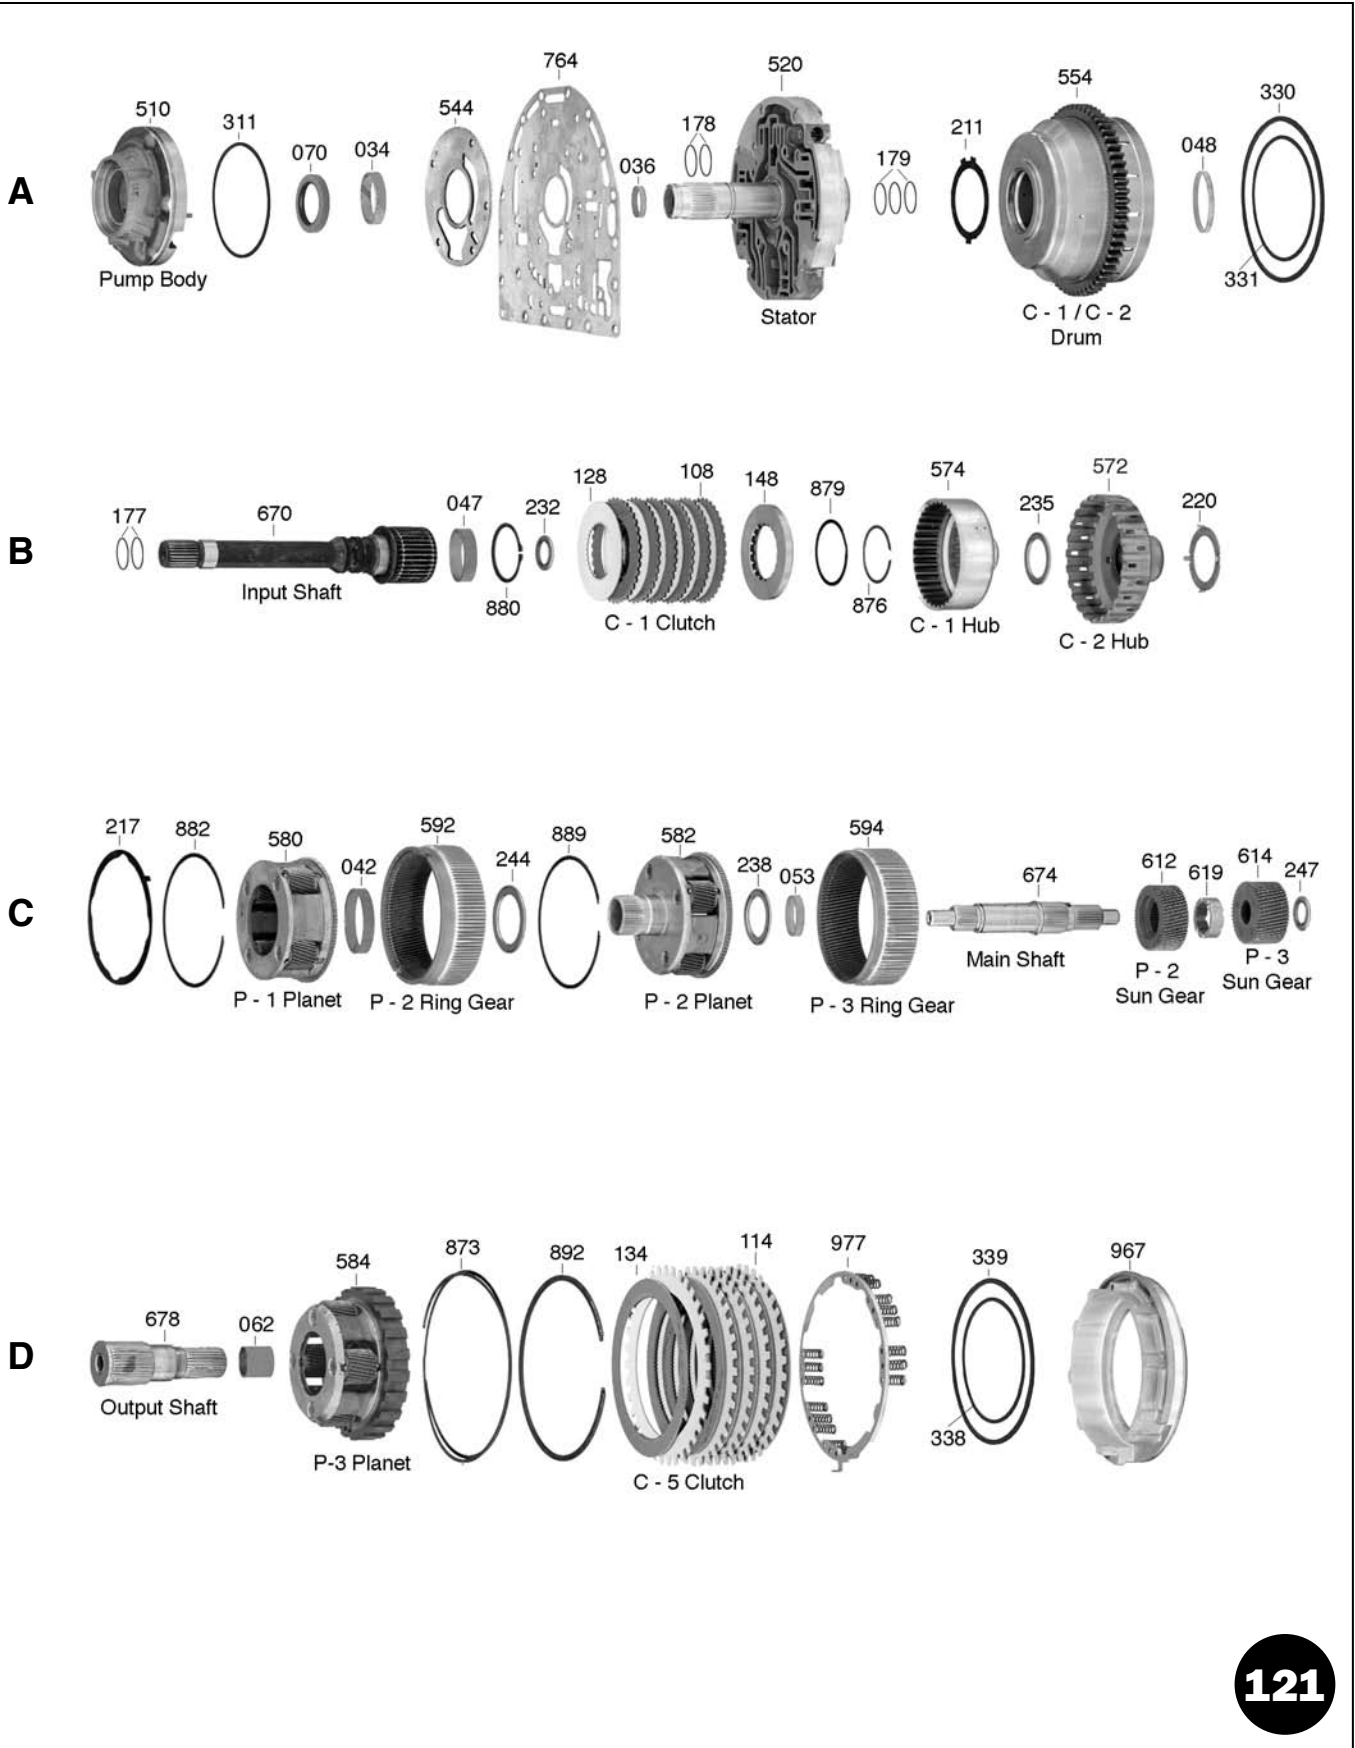 764
520
554
330
510
311
544
178
211
070
034
036
179
048
A
331
Pump Body
Stator
C - 1 / C - 2
Drum
574
572
128
108
148
879
177
670
047
232
235
220
B
Input Shaft
880
C - 1 Clutch
876
C - 1 Hub
C - 2 Hub
217
882
580
592
889
582
594
042
244
238
053
674
612
619
614
247
C
Main Shaft
P - 1 Planet
P - 2 Ring Gear
P - 2 Planet
P - 3 Ring Gear
P - 2
Sun Gear
P - 3
Sun Gear
584
873
892
134
114
977
339
967
678
062
D
Output Shaft
338
P-3 Planet
C - 5 Clutch
121